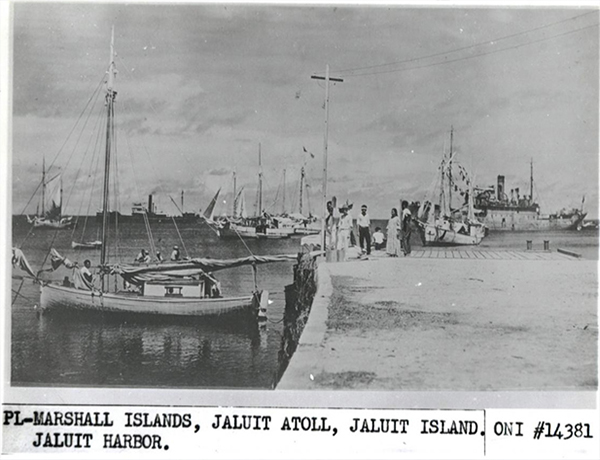 PL-MARSHALL ISLANDS, JALUIT ATOLL, JALUIT ISLAND. ONI #14381
JALUIT HARBOR.